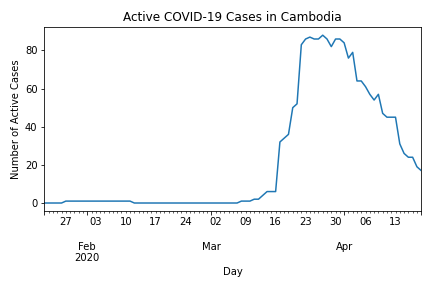 Active COVID-19 Cases in Cambodia
80
60
40
20
0
Number of Active Cases
27 03 10 17 24 02 09 16 23 30 06 13
Feb Mar Apr
2020
Day